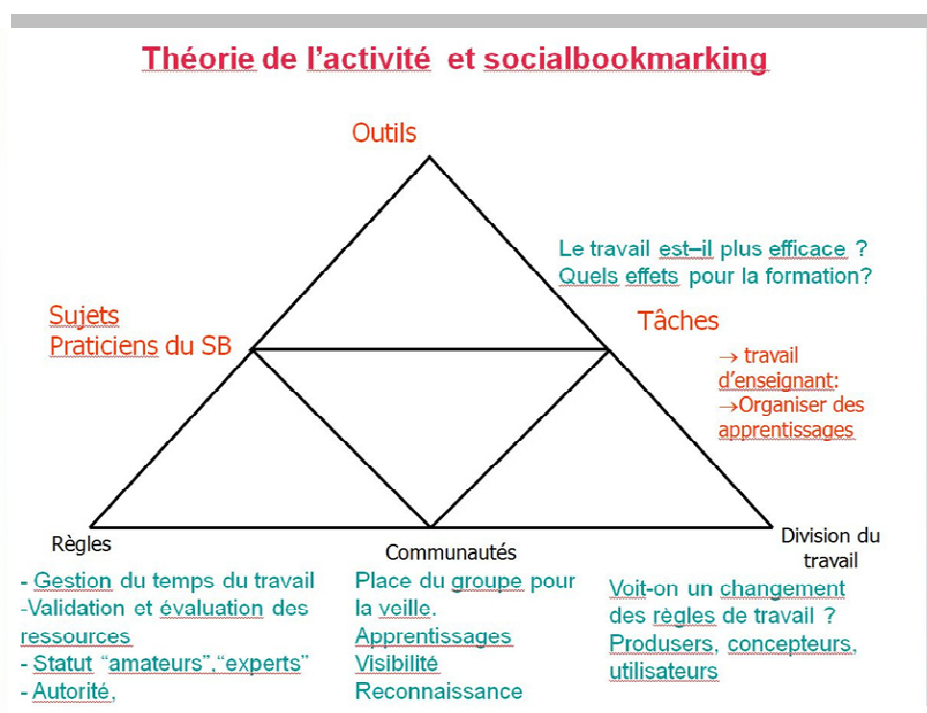 Théorie de l'activité et socialbookmarking
Outils
Le travail est–il plus efficace ?
Quels effets pour la formation?
Sujets
Praticiens du SB
Tâches
→ travail
d'enseignant:
→Organiser des
apprentissages
Règles
- Gestion du temps du travail
-Validation et évaluation des
ressources
- Statut “amateurs”,“experts”
- Autorité,
Communautés
Place du groupe pour
la veille.
Apprentissages
Visibilité
Reconnaissance
Division du
travail
Voit-on un changement
des règles de travail ?
Produsers, concepteurs,
utilisateurs